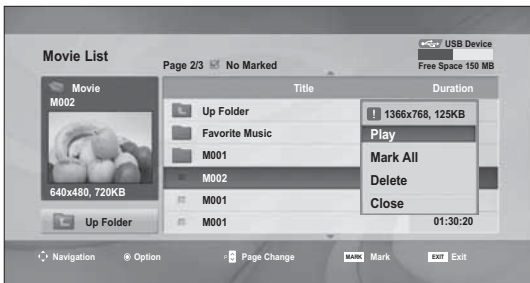 Movie List
USB Device
Page 2/3 No Marked
Free Space 150 MB
Movie
M002
640x480, 720KB
Up Folder
Title
Duration
Up Folder
Favorite Music
M001
M002
M001
M001
01:30:20
! 1366x768, 125KB
Play
Mark All
Delete
Close
Navigation
Option
P
Page Change
MARK Mark
EXIT Exit